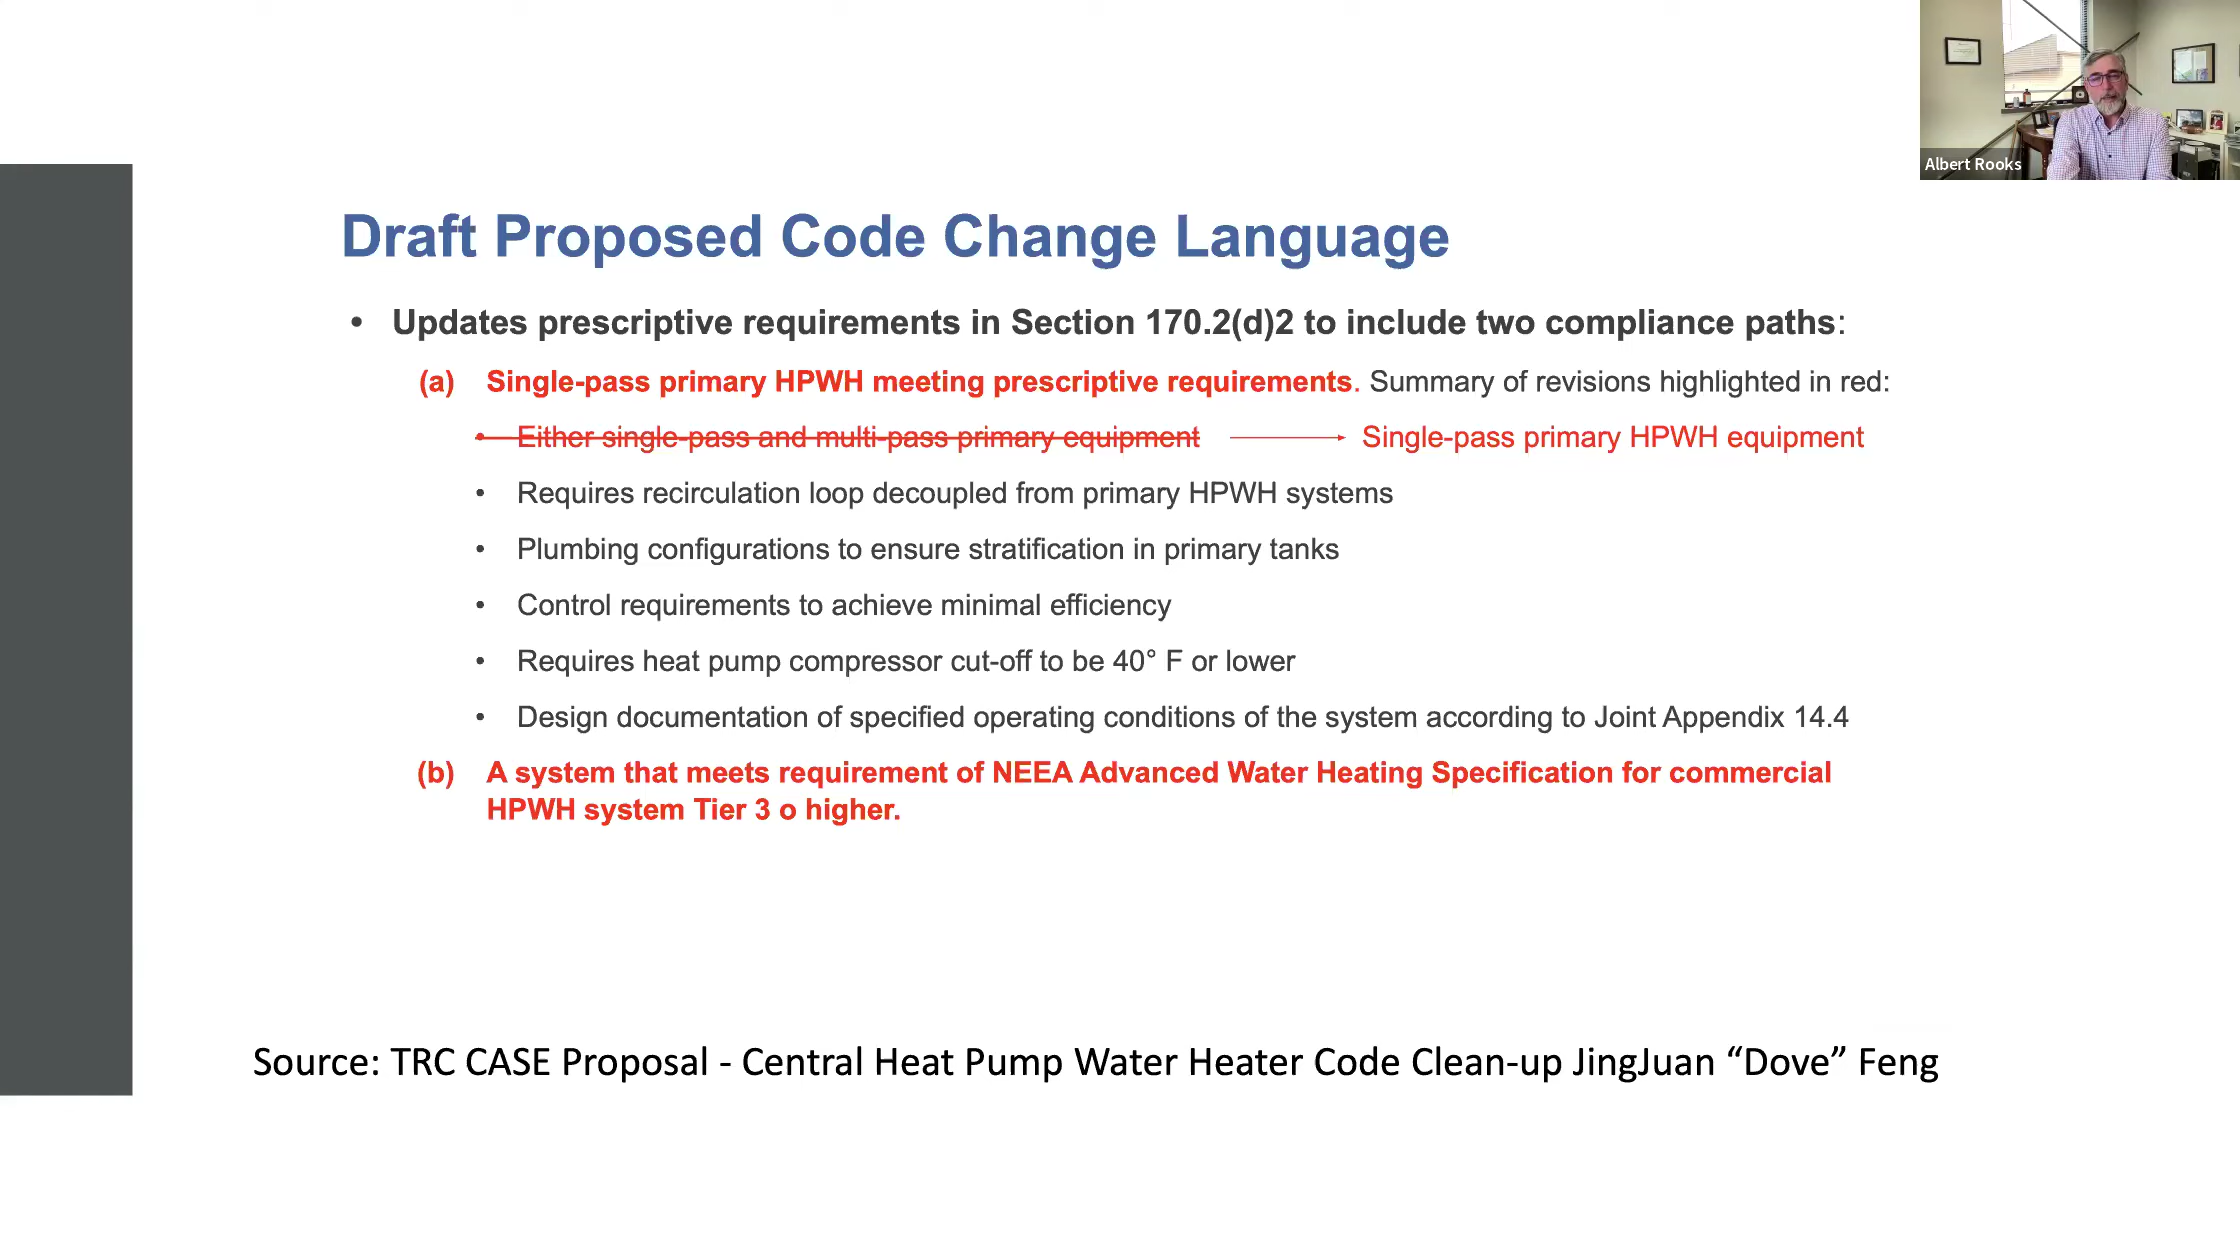 Albert Rooks
Draft Proposed Code Change Language
• Updates prescriptive requirements in Section 170.2(d)2 to include two compliance paths:
(a) Single-pass primary HPWH meeting prescriptive requirements. Summary of revisions highlighted in red:
• Either single-pass and multi-pass primary equipment → Single-pass primary HPWH equipment
• Requires recirculation loop decoupled from primary HPWH systems
• Plumbing configurations to ensure stratification in primary tanks
• Control requirements to achieve minimal efficiency
• Requires heat pump compressor cut-off to be 40° F or lower
• Design documentation of specified operating conditions of the system according to Joint Appendix 14.4
(b) A system that meets requirement of NEEA Advanced Water Heating Specification for commercial
HPWH system Tier 3 o higher.
Source: TRC CASE Proposal - Central Heat Pump Water Heater Code Clean-up JingJuan “Dove” Feng